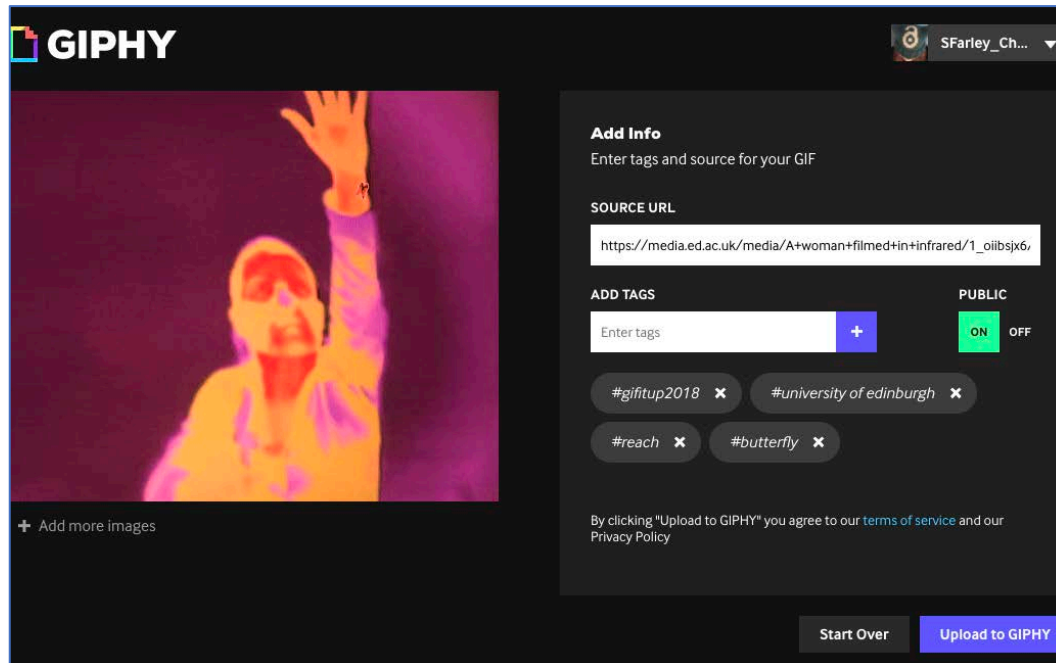 GIPHY
SFarley_Ch...
Add Info
Enter tags and source for your GIF
SOURCE URL
https://media.ed.ac.uk/media/A+woman+filmed+in+infrared/1_oiibsjx6/
ADD TAGS
PUBLIC
Enter tags
+
ON OFF
#gifitup2018 ✖ #university of edinburgh ✖
#reach ✖ #butterfly ✖
+ Add more images
By clicking "Upload to GIPHY" you agree to our terms of service and our
Privacy Policy
Start Over
Upload to GIPHY